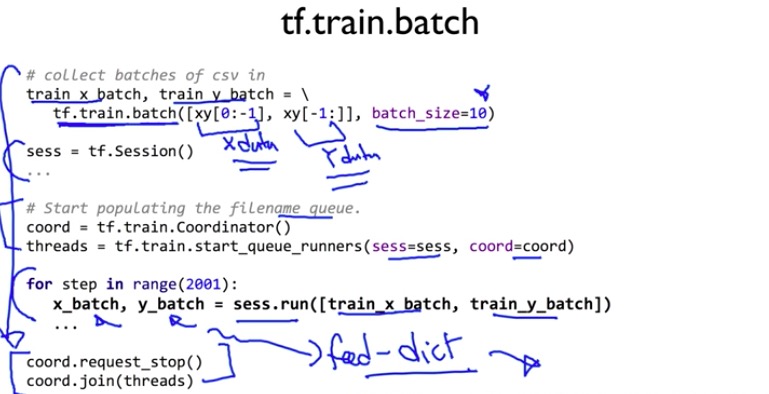 tf.train.batch
# collect batches of csv in
train_x_batch, train_y_batch = \
tf.train.batch([xy[0:-1], xy[-1:]], batch_size=10)
X data
Y data
sess = tf.Session()
...
# Start populating the filename queue.
coord = tf.train.Coordinator()
threads = tf.train.start_queue_runners(sess=sess, coord=coord)
for step in range(2001):
x_batch, y_batch = sess.run([train_x_batch, train_y_batch])
...
feed-dict
coord.request_stop()
coord.join(threads)